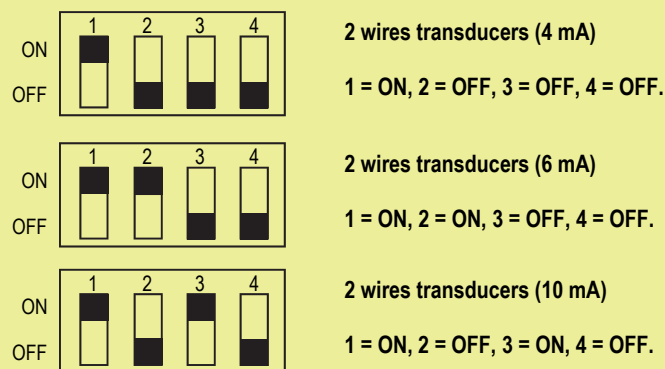 1 2 3 4
ON
OFF
2 wires transducers (4 mA)
1 = ON, 2 = OFF, 3 = OFF, 4 = OFF.
1 2 3 4
ON
OFF
2 wires transducers (6 mA)
1 = ON, 2 = ON, 3 = OFF, 4 = OFF.
1 2 3 4
ON
OFF
2 wires transducers (10 mA)
1 = ON, 2 = OFF, 3 = ON, 4 = OFF.